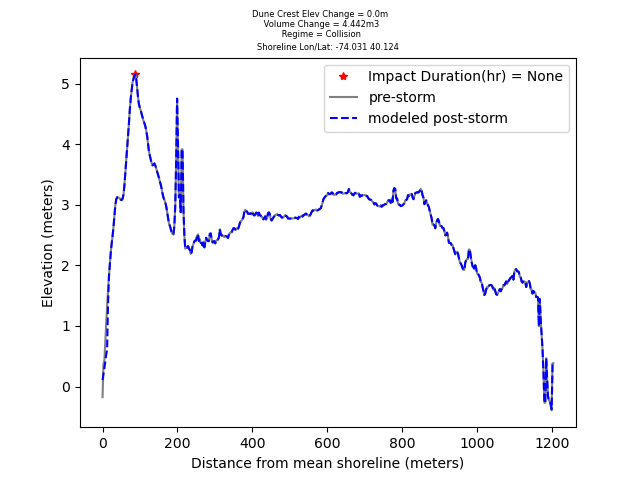 Dune Crest Elev Change = 0.0m
Volume Change = 4.442m3
Regime = Collision
Shoreline Lon/Lat: -74.031 40.124
Impact Duration(hr) = None
pre-storm
modeled post-storm
Elevation (meters)
5
4
3
2
1
0
0 200 400 600 800 1000 1200
Distance from mean shoreline (meters)